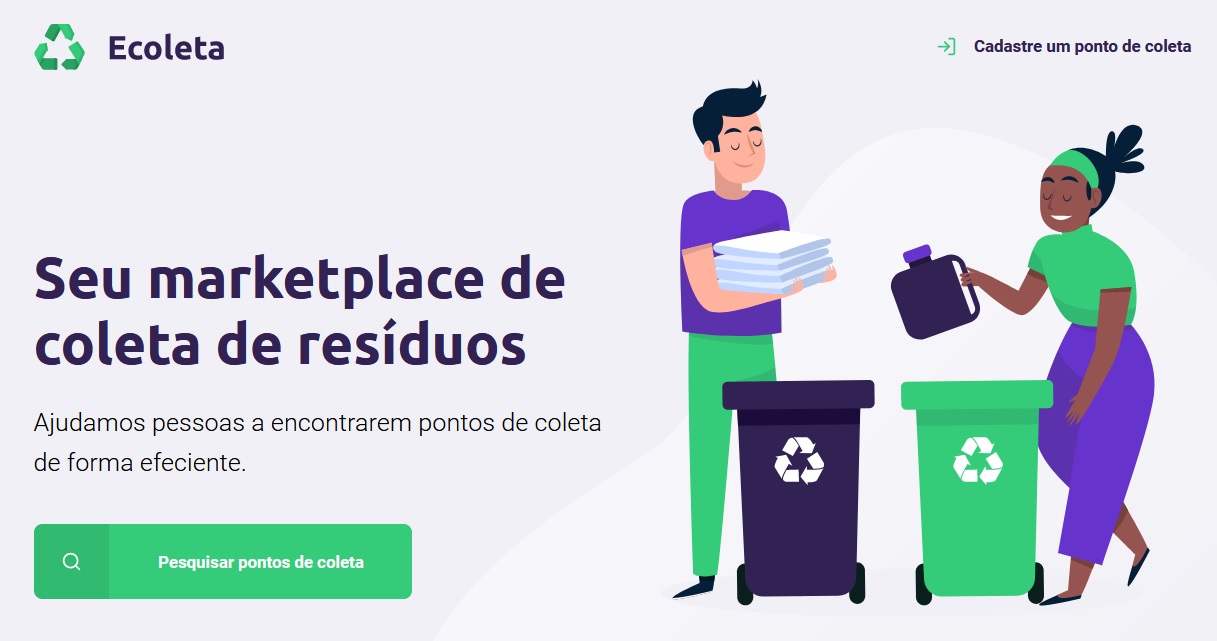 Ecoleta
Cadastre um ponto de coleta
Seu marketplace de
coleta de resíduos
Ajudamos pessoas a encontrarem pontos de coleta
de forma efeciente.
Pesquisar pontos de coleta